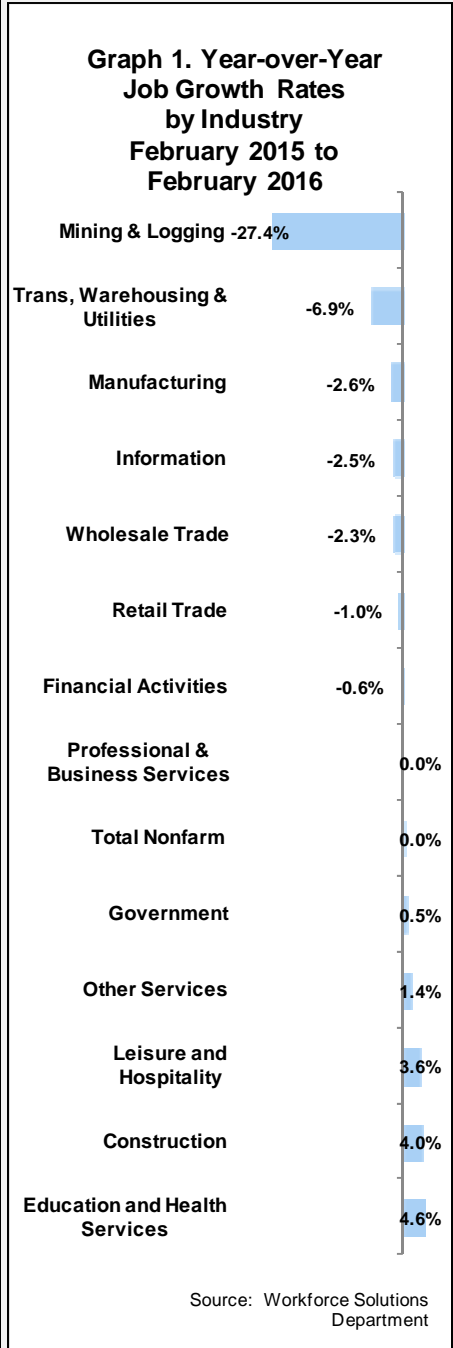 Graph 1. Year-over-Year
Job Growth Rates
by Industry
February 2015 to
February 2016
Mining & Logging -27.4%
Trans, Warehousing &
Utilities
-6.9%
Manufacturing
-2.6%
Information
-2.5%
Wholesale Trade
-2.3%
Retail Trade
-1.0%
Financial Activities
-0.6%
Professional &
Business Services
0.0%
Total Nonfarm
0.0%
Government
0.5%
Other Services
1.4%
Leisure and
Hospitality
3.6%
Construction
4.0%
Education and Health
Services
4.6%
Source: Workforce Solutions
Department